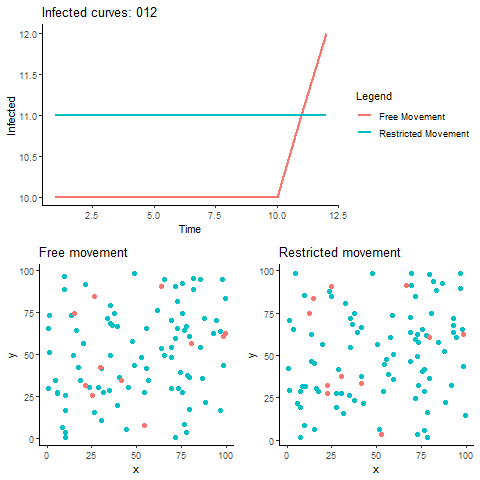 Infected curves: 012
12.0
11.5
11.0
10.5
10.0
Infected
2.5 5.0 7.5 10.0 12.5
Time
Legend
Free Movement
Restricted Movement
Free movement
100
75
50
25
0
y
0 25 50 75 100
x
Restricted movement
100
75
50
25
0
y
0 25 50 75 100
x